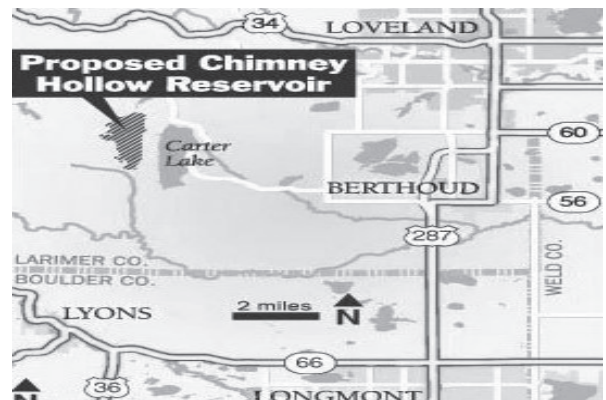 34
LOVELAND
Proposed Chimney
Hollow Reservoir
Carter
Lake
60
BERTHOUD
56
287
LARIMER CO.
BOULDER CO.
WELD CO.
LYONS
2 miles
N
66
36
N
LONGMONT